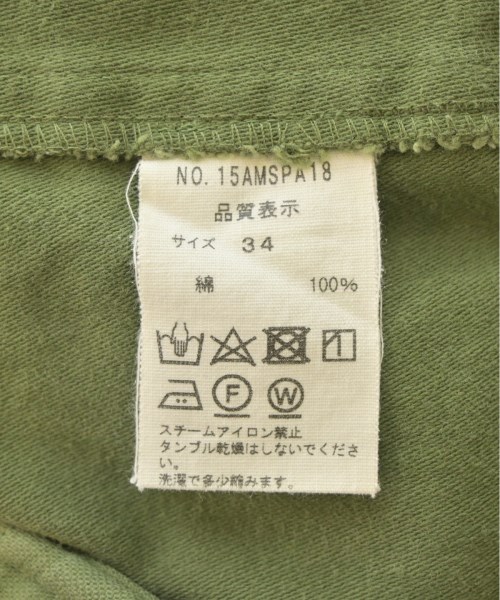 NO. 15AMSPA18
品質表示
サイズ 34
綿 100%
F W
スチームアイロン禁止
タンブル乾燥はしないでくださ
い。
洗濯で多少縮みます。